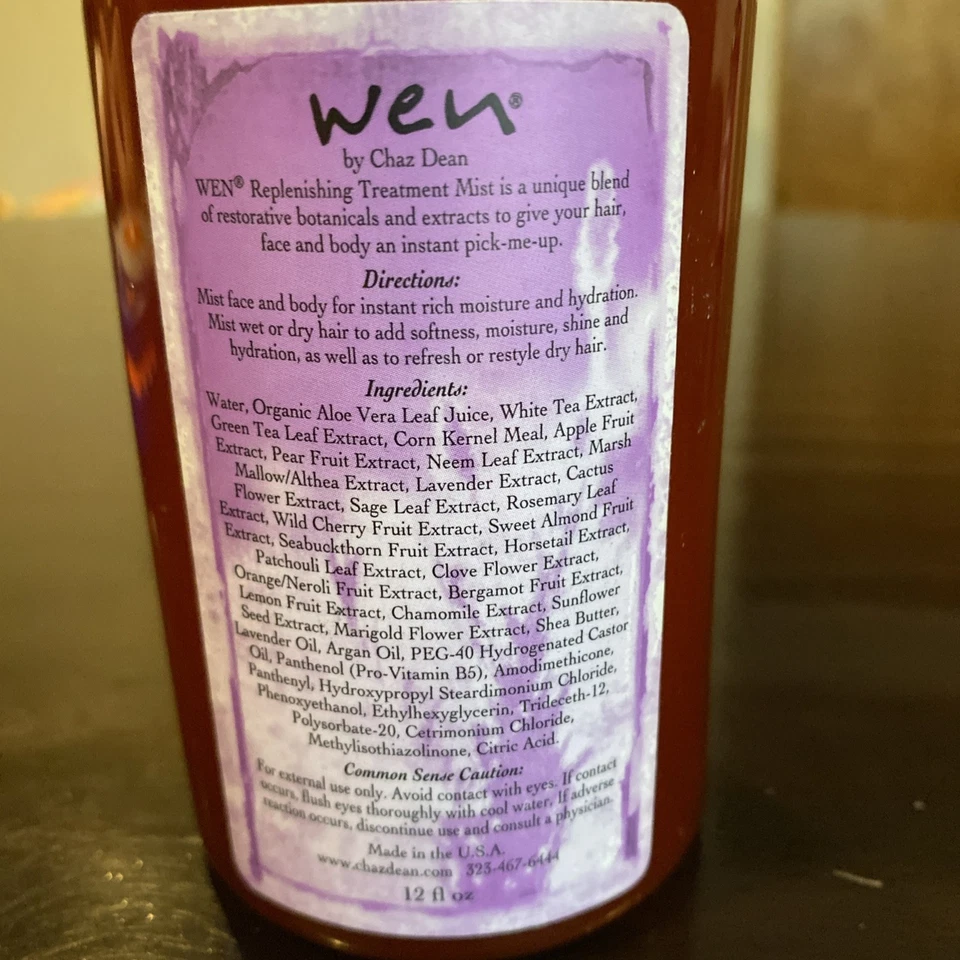 wen®
by Chaz Dean
WEN® Replenishing Treatment Mist is a unique blend
of restorative botanicals and extracts to give your hair,
face and body an instant pick-me-up.
Directions:
Mist face and body for instant rich moisture and hydration.
Mist wet or dry hair to add softness, moisture, shine and
hydration, as well as to refresh or restyle dry hair.
Ingredients:
Water, Organic Aloe Vera Leaf Juice, White Tea Extract,
Green Tea Leaf Extract, Corn Kernel Meal, Apple Fruit
Extract, Pear Fruit Extract, Neem Leaf Extract, Marsh
Mallow/Althea Extract, Lavender Extract, Cactus
Flower Extract, Sage Leaf Extract, Rosemary Leaf
Extract, Wild Cherry Fruit Extract, Sweet Almond Fruit
Extract, Seabuckthorn Fruit Extract, Horsetail Extract,
Patchouli Leaf Extract, Clove Flower Extract,
Orange/Neroli Fruit Extract, Bergamot Fruit Extract,
Lemon Fruit Extract, Chamomile Extract, Sunflower
Seed Extract, Marigold Flower Extract, Shea Butter,
Lavender Oil, Argan Oil, PEG-40 Hydrogenated Castor
Oil, Panthenol (Pro-Vitamin B5), Amodimethicone,
Panthenyl, Hydroxypropyl Steardimonium Chloride,
Phenoxyethanol, Ethylhexyglycerin, Trideceth-12,
Polysorbate-20, Cetrimonium Chloride,
Methylisothiazolinone, Citric Acid.
Common Sense Caution:
For external use only. Avoid contact with eyes. If contact
occurs, flush eyes thoroughly with cool water. If adverse
reaction occurs, discontinue use and consult a physician.
Made in the U.S.A.
www.chazdean.com 323-467-6444
12 fl oz